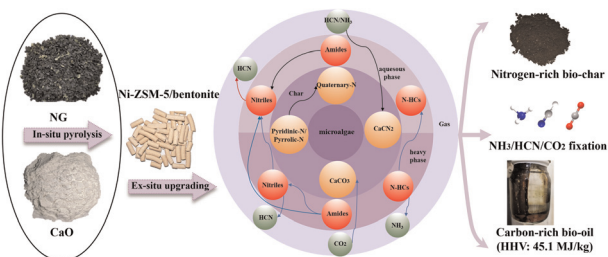 NG
In-situ pyrolysis
CaO
Ni-ZSM-5/bentonite
Ex-situ upgrading
HCN/NH3
Amides
aqueous
phase
HCN
Nitriles
Char
Quaternary-N
N-HCs
Gas
Pyridinic-N/
Pyrrolic-N
microalgae
CaCN2
heavy
phase
Nitriles
CaCO3
N-HCs
Amides
HCN
CO2
NH3
Nitrogen-rich bio-char
NH3/HCN/CO2 fixation
Carbon-rich bio-oil
(HHV: 45.1 MJ/kg)